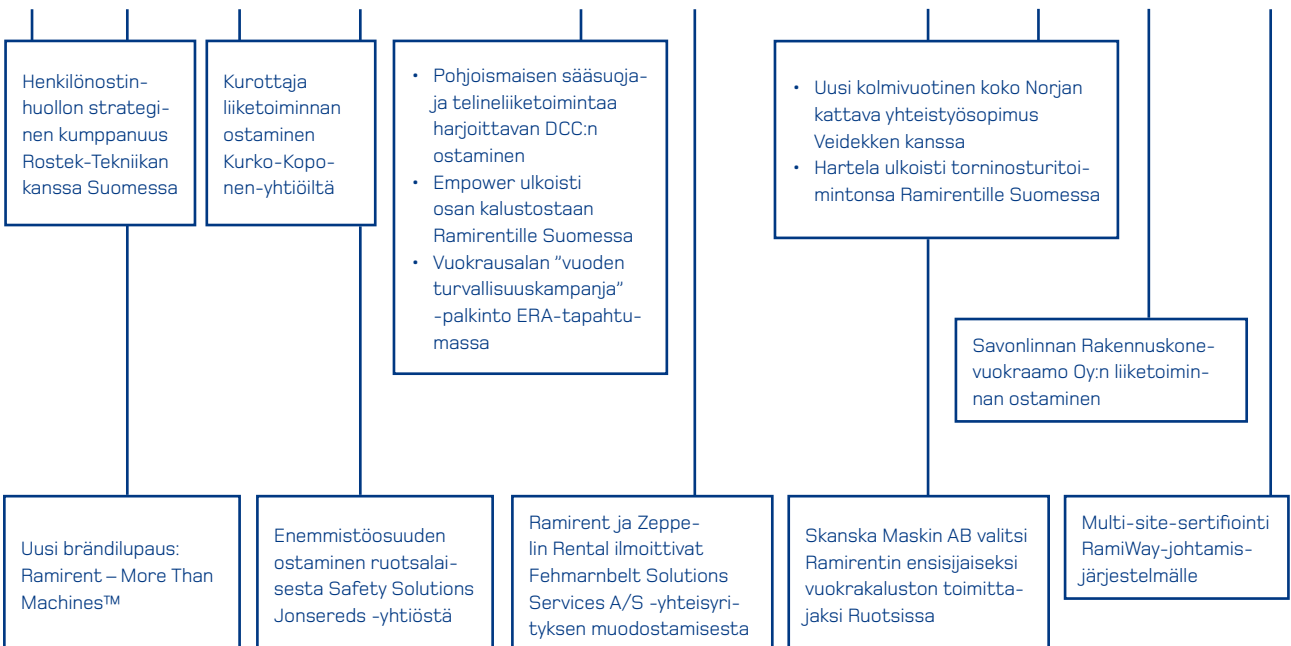 Henkilönostin-
huollon strategi-
nen kumppanuus
Rostek-Tekniikan
kanssa Suomessa
Kurottaja
liiketoiminnan
ostaminen
Kurko-Kopo-
nen-yhtiöiltä
• Pohjoismaisen sääsuoja-
ja telineliiketoimintaa
harjoittavan DCC:n
ostaminen
• Empower ulkoisti
osan kalustostaan
Ramirentille Suomessa
• Vuokrausalan "vuoden
turvallisuuskampanja"
-palkinto ERA-tapahtu-
massa
• Uusi kolmivuotinen koko Norjan
kattava yhteistyösopimus
Veidekken kanssa
• Hartela ulkoisti torninosturitoi-
mintonsa Ramirentille Suomessa
Savonlinnan Rakennuskone-
vuokraamo Oy:n liiketoimin-
nan ostaminen
Uusi brändilupaus:
Ramirent – More Than
Machines™
Enemmistöosuuden
ostaminen ruotsalai-
sesta Safety Solutions
Jonsereds -yhtiöstä
Ramirent ja Zeppe-
lin Rental ilmoittivat
Fehmarnbelt Solutions
Services A/S -yhteisyri-
tyksen muodostamisesta
Skanska Maskin AB valitsi
Ramirentin ensisijaiseksi
vuokrakaluston toimitta-
jaksi Ruotsissa
Multi-site-sertifiointi
RamiWay-johtamis-
järjestelmälle